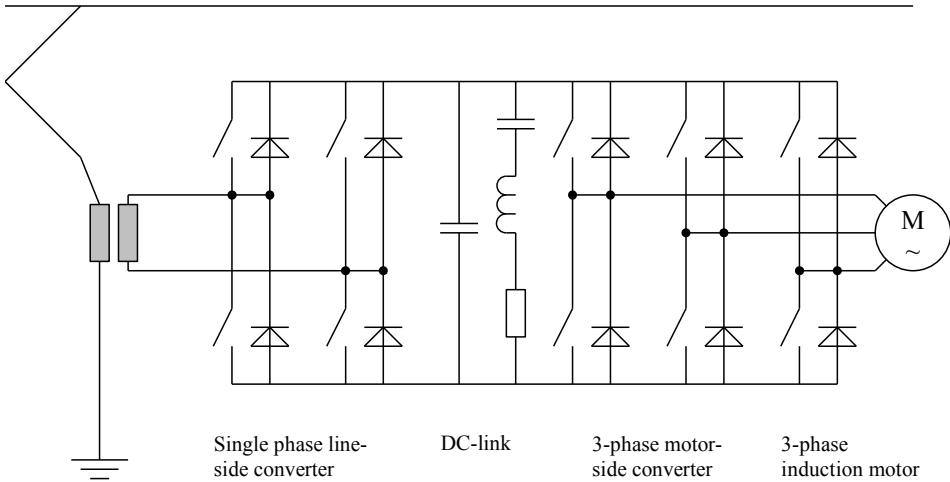 M
~
Single phase line-
side converter
DC-link
3-phase motor-
side converter
3-phase
induction motor